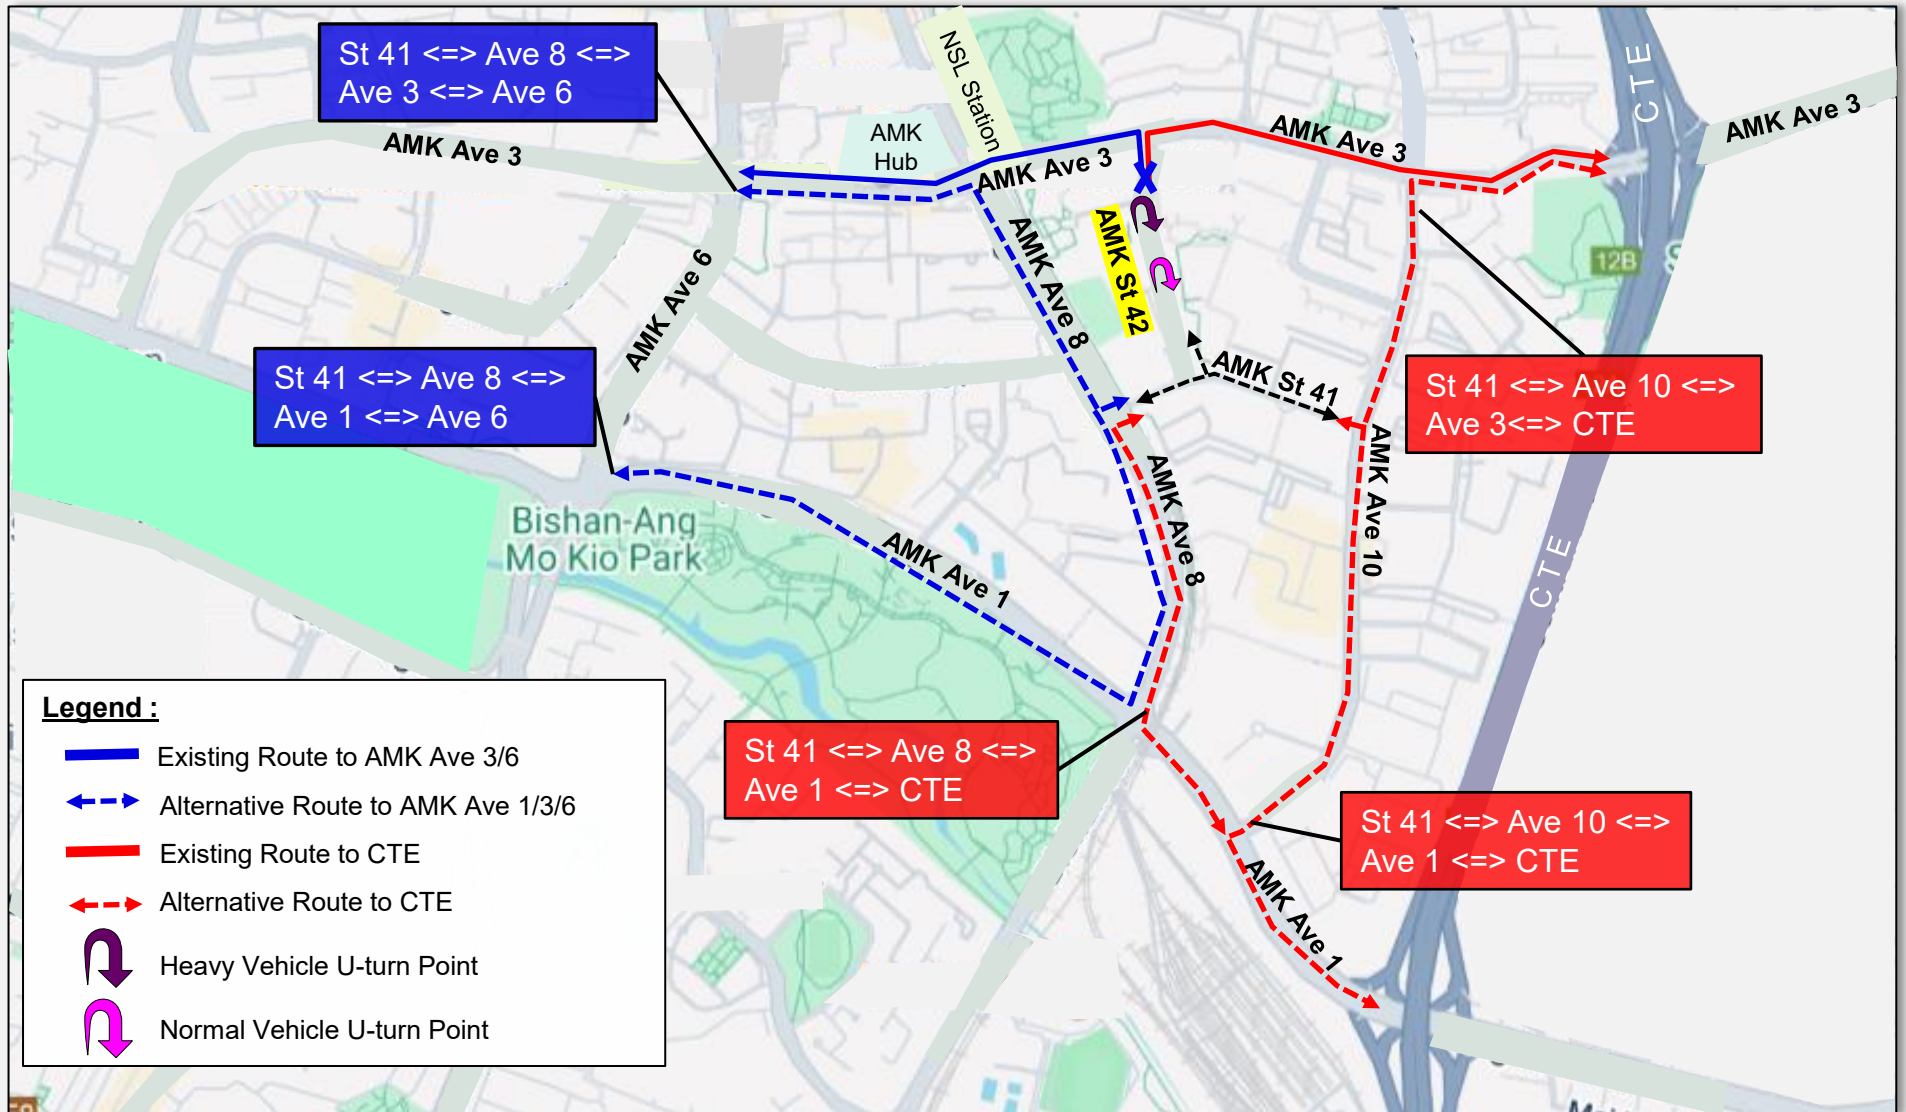 St 41 <=> Ave 8 <=>
Ave 3 <=> Ave 6
NSL Station
CTE
AMK Ave 3
AMK
Hub
AMK Ave 3
AMK Ave 3
AMK Ave 3
AMK Ave 8
AMK St 42
12B
AMK Ave 6
St 41 <=> Ave 8 <=>
Ave 1 <=> Ave 6
AMK St 41
St 41 <=> Ave 10 <=>
Ave 3<=> CTE
AMK Ave 10
AMK Ave 8
Bishan-Ang
Mo Kio Park
AMK Ave 1
CTE
St 41 <=> Ave 8 <=>
Ave 1 <=> CTE
St 41 <=> Ave 10 <=>
Ave 1 <=> CTE
AMK Ave 1
Legend :
Existing Route to AMK Ave 3/6
Alternative Route to AMK Ave 1/3/6
Existing Route to CTE
Alternative Route to CTE
Heavy Vehicle U-turn Point
Normal Vehicle U-turn Point